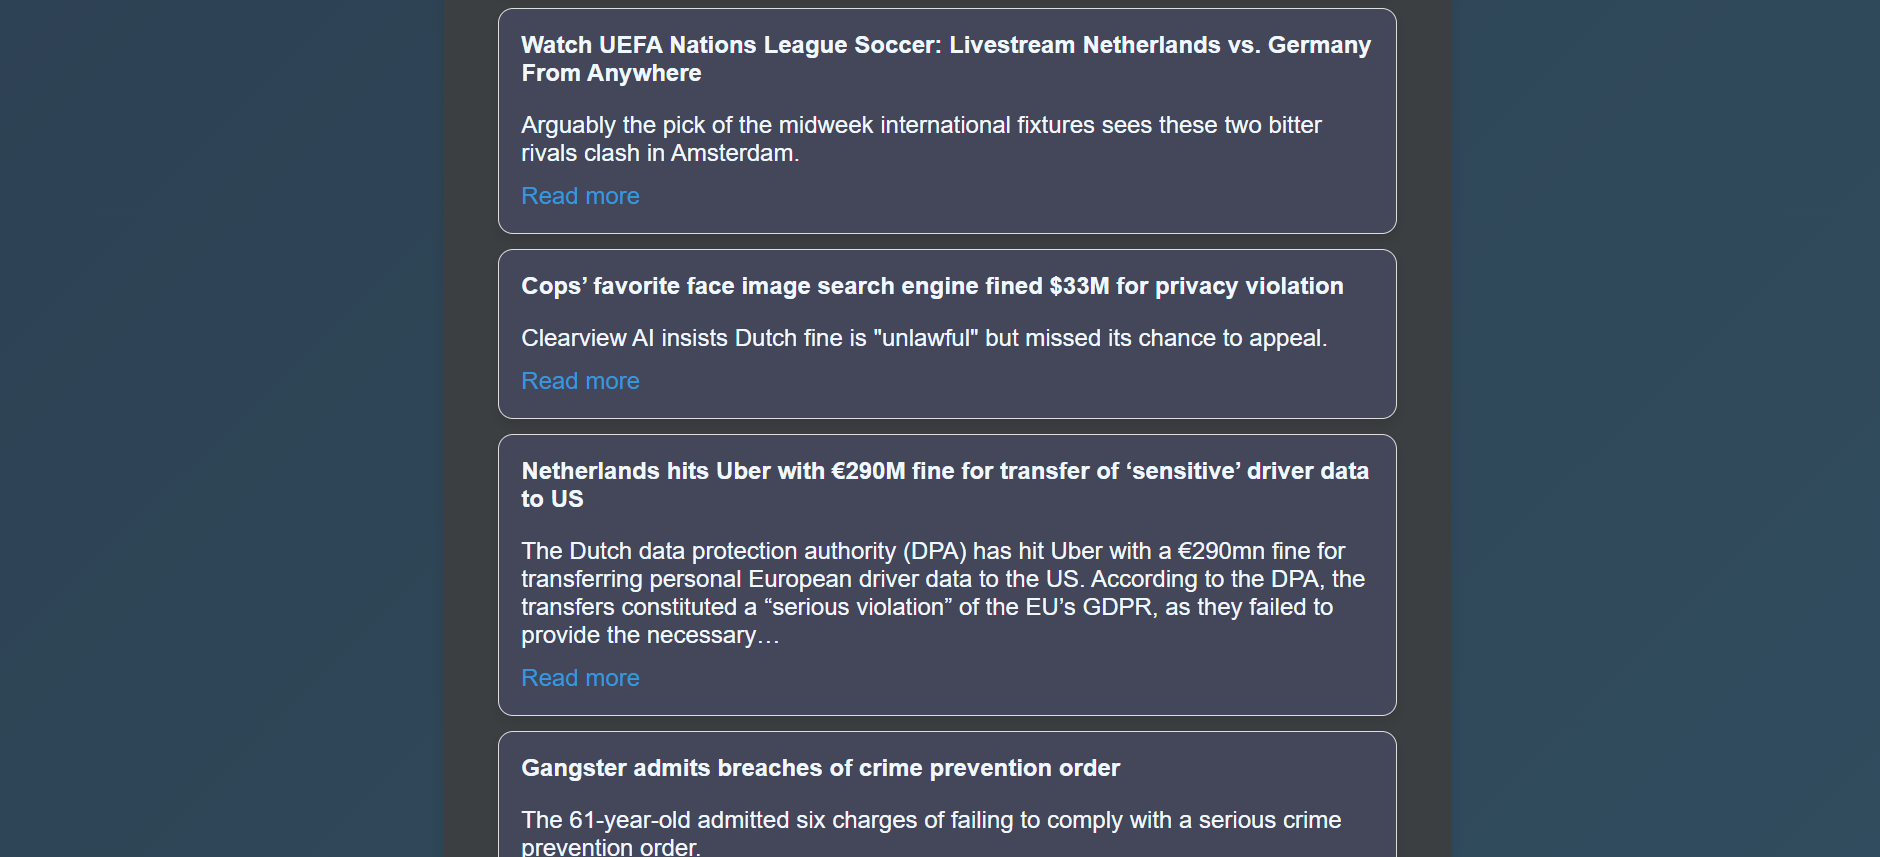 Watch UEFA Nations League Soccer: Livestream Netherlands vs. Germany
From Anywhere
Arguably the pick of the midweek international fixtures sees these two bitter
rivals clash in Amsterdam.
Read more
Cops’ favorite face image search engine fined $33M for privacy violation
Clearview AI insists Dutch fine is "unlawful" but missed its chance to appeal.
Read more
Netherlands hits Uber with €290M fine for transfer of ‘sensitive’ driver data
to US
The Dutch data protection authority (DPA) has hit Uber with a €290mn fine for
transferring personal European driver data to the US. According to the DPA, the
transfers constituted a “serious violation” of the EU’s GDPR, as they failed to
provide the necessary…
Read more
Gangster admits breaches of crime prevention order
The 61-year-old admitted six charges of failing to comply with a serious crime
prevention order.